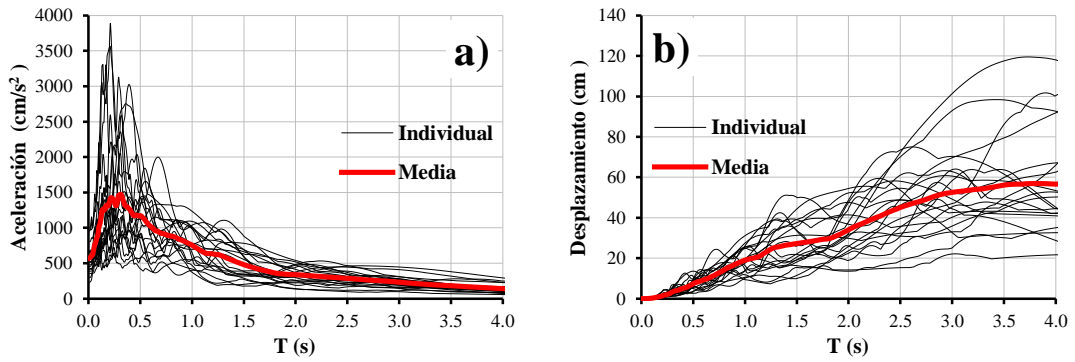 a)
Aceleración (cm/s²)
4000
3500
3000
2500
2000
1500
1000
500
0
Individual
Media
0.0 0.5 1.0 1.5 2.0 2.5 3.0 3.5 4.0
T (s)
b)
Desplazamiento (cm )
140
120
100
80
60
40
20
0
Individual
Media
0.0 0.5 1.0 1.5 2.0 2.5 3.0 3.5 4.0
T (s)